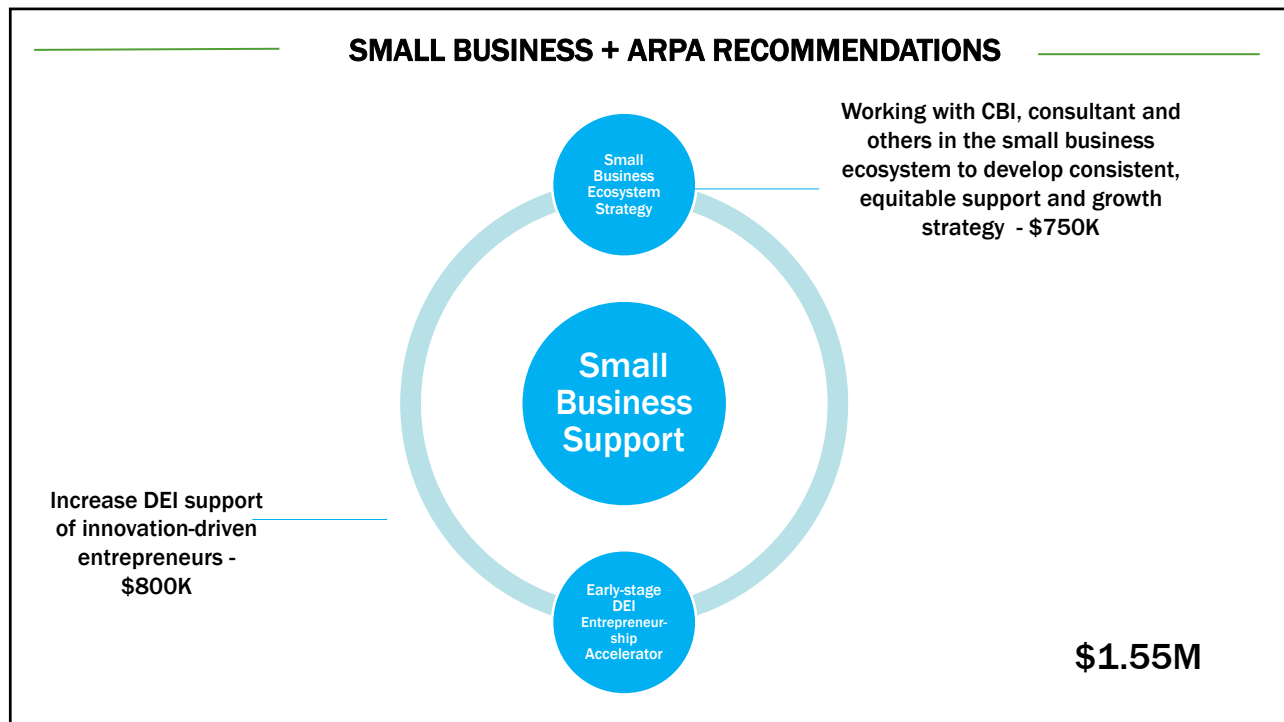 SMALL BUSINESS + ARPA RECOMMENDATIONS
Working with CBI, consultant and
others in the small business
ecosystem to develop consistent,
equitable support and growth
strategy - $750K
Small
Business
Ecosystem
Strategy
Small
Business
Support
Increase DEI support
of innovation-driven
entrepreneurs -
$800K
Early-stage
DEI
Entrepreneur-
ship
Accelerator
$1.55M